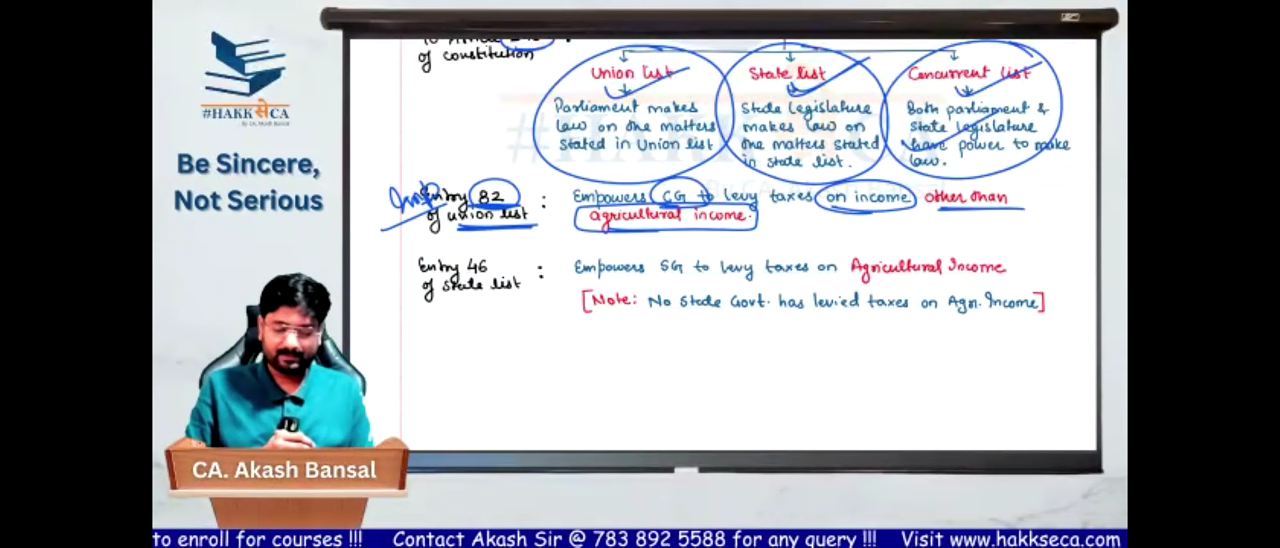 of constitution
Union list
State list
Concurrent list
Parliament makes
law on the matters
stated in Union list
State Legislature
makes law on
the matters stated
in state list.
Both parliament &
State legislature
have power to make
law.
#HAKKसेCA
By CA. Akash Bansal
Be Sincere,
Not Serious
Entry 82
of union list
:
Empowers CG to levy taxes on income other than
agricultural income.
Entry 46
of state list
:
Empowers SG to levy taxes on Agricultural Income
[Note: No State Govt. has levied taxes on Agri. Income]
CA. Akash Bansal
to enroll for courses !!! Contact Akash Sir @ 783 892 5588 for any query !!! Visit www.hakkseca.com